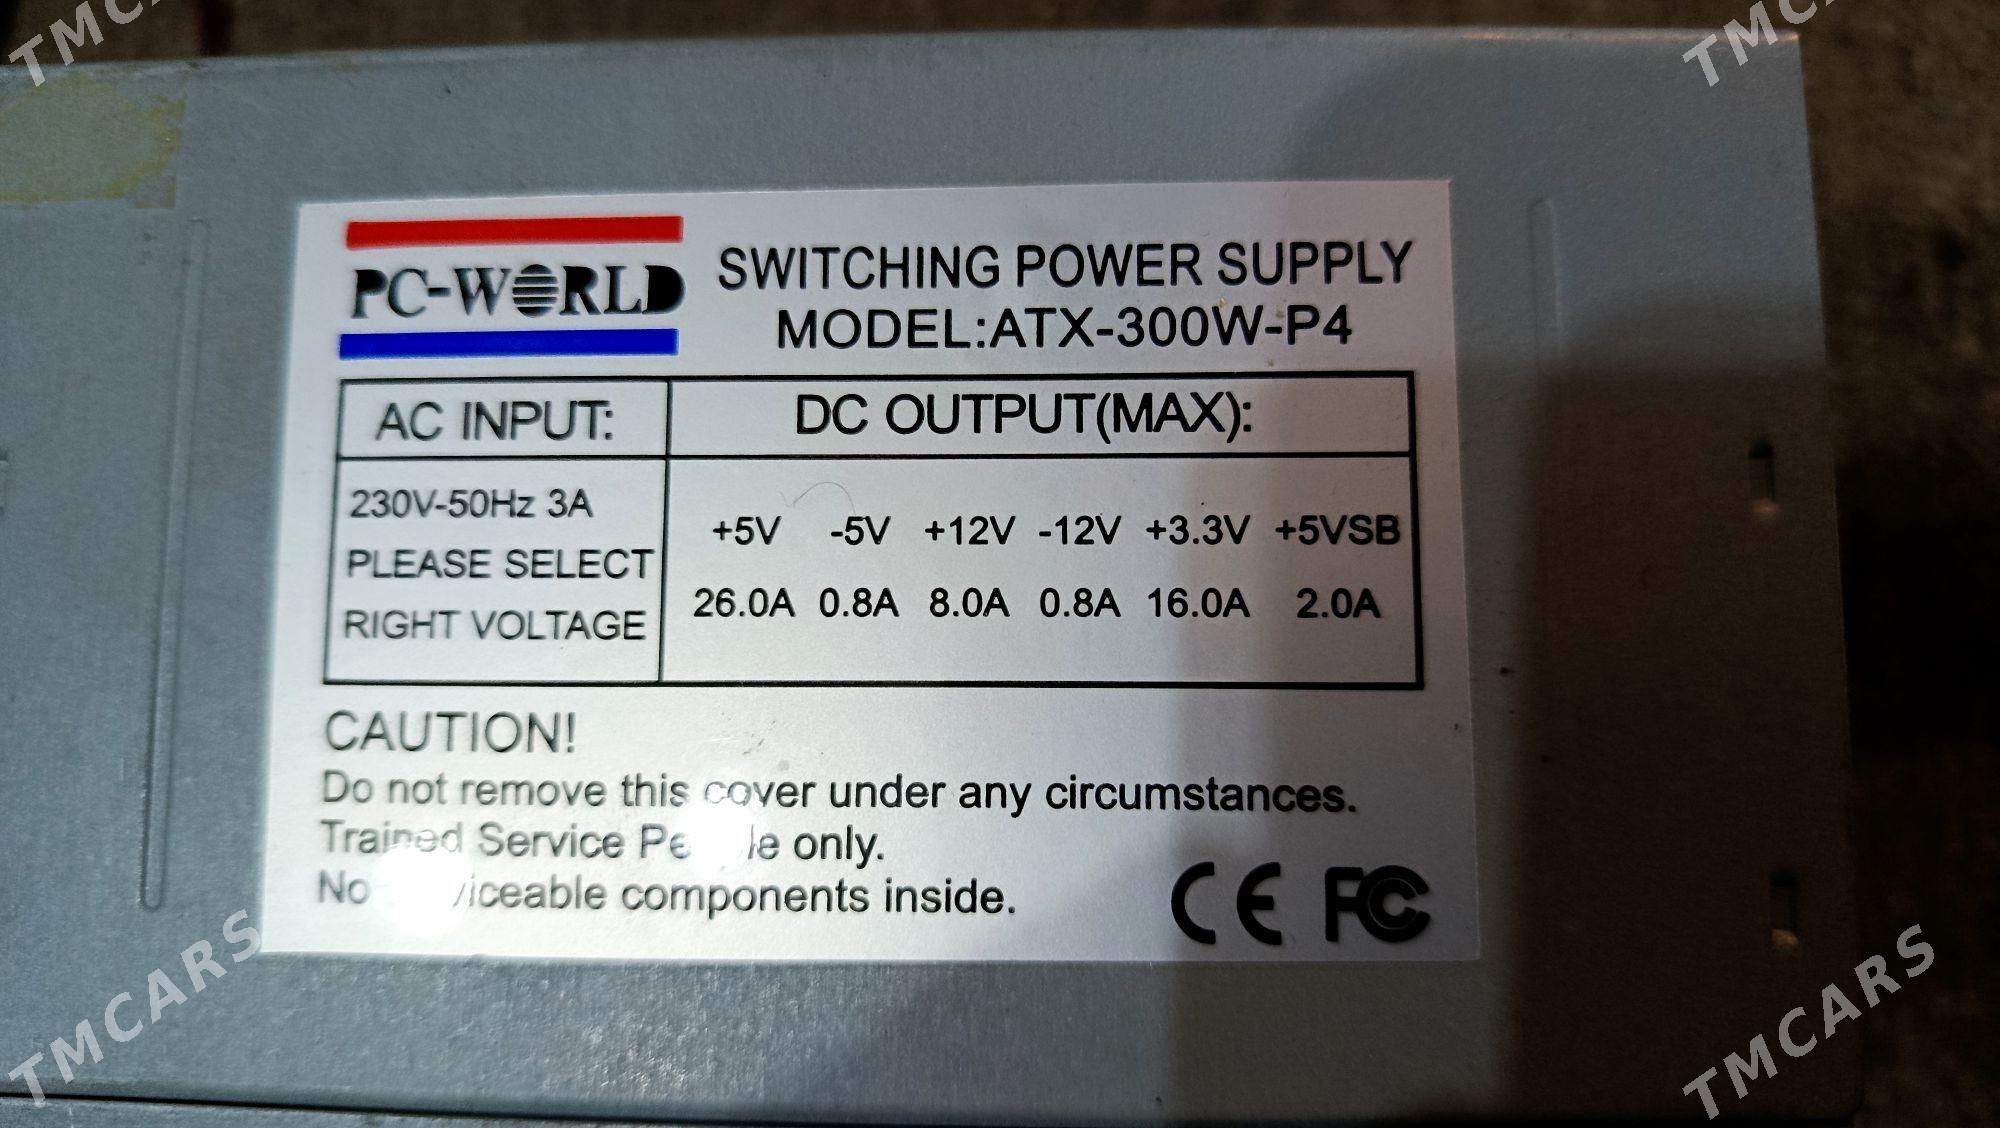 TMCARS
TMCARS
PC-WORLD
SWITCHING POWER SUPPLY
MODEL:ATX-300W-P4
AC INPUT:
DC OUTPUT(MAX):
230V-50Hz 3A
PLEASE SELECT
RIGHT VOLTAGE
+5V -5V +12V -12V +3.3V +5VSB
26.0A 0.8A 8.0A 0.8A 16.0A 2.0A
CAUTION!
Do not remove this cover under any circumstances.
Trained Service People only.
No components inside.
CE FC
TMCARS
TMCARS